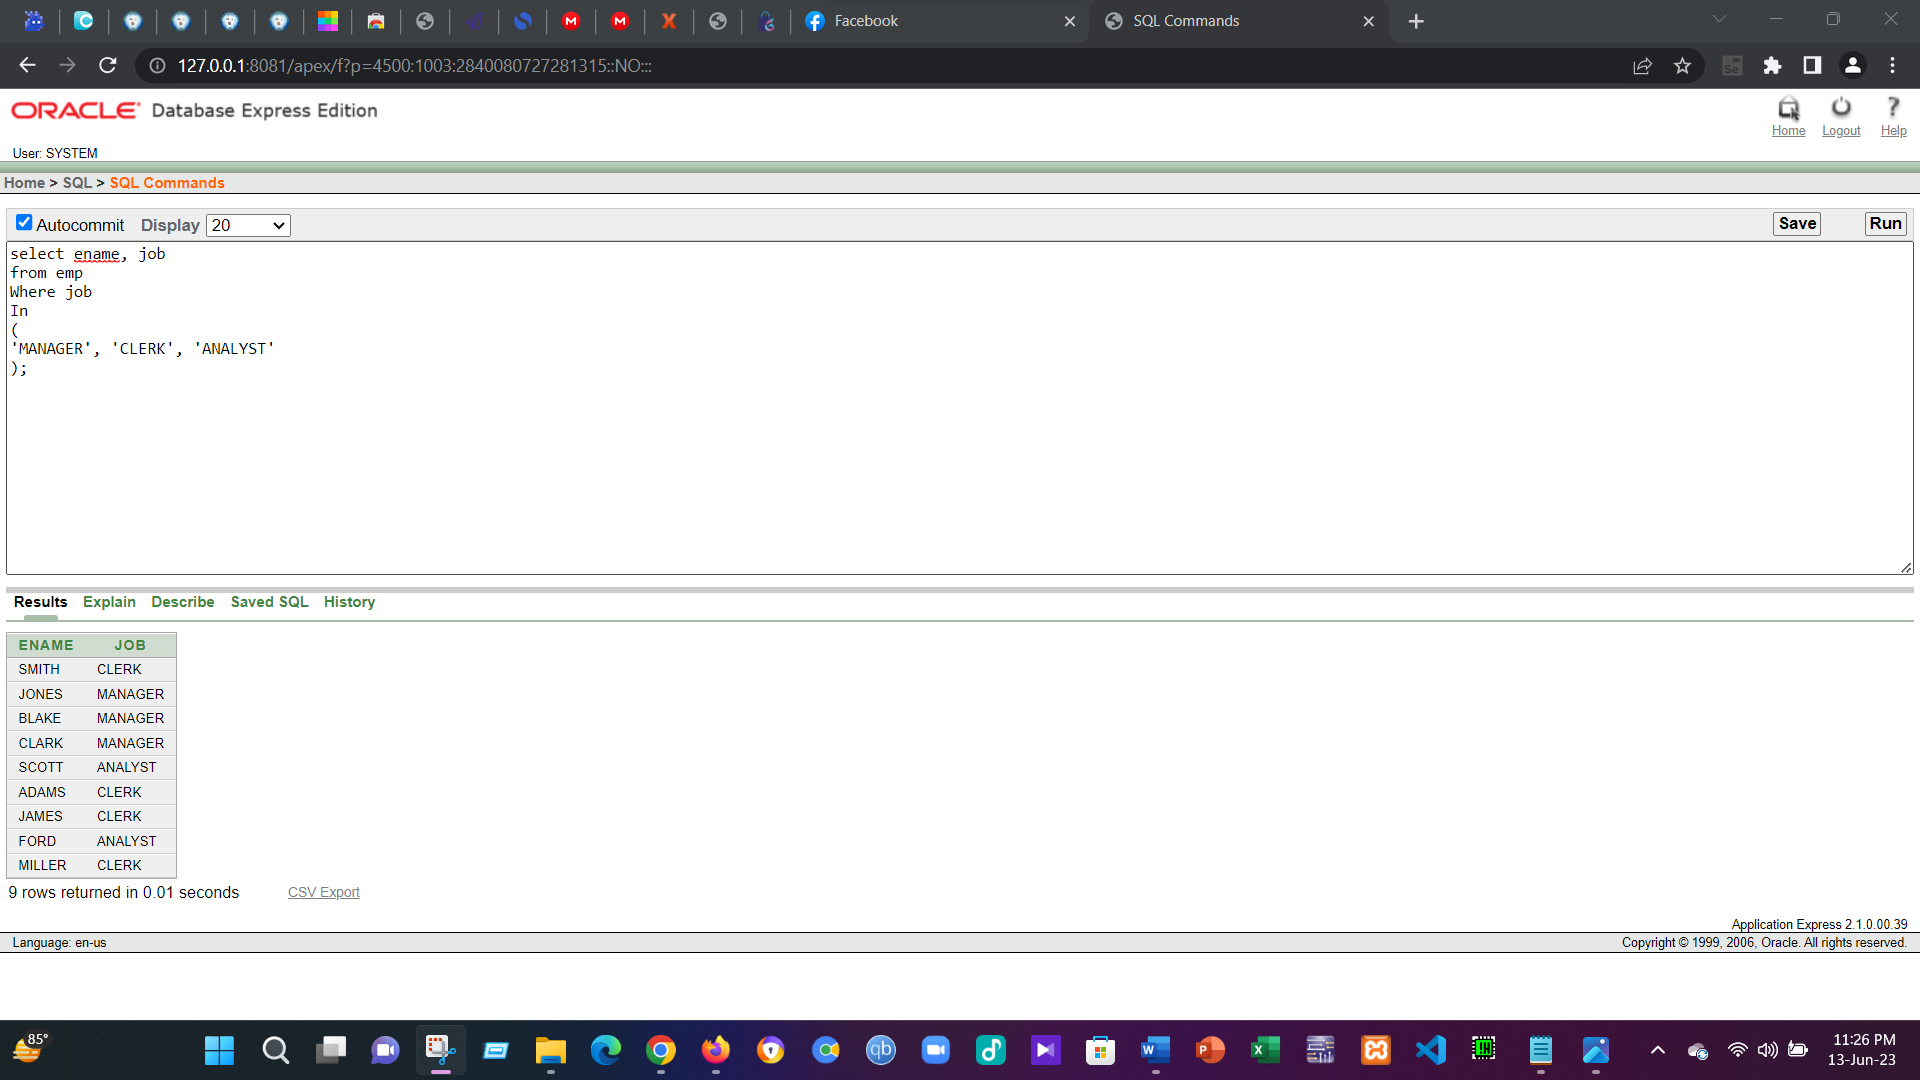 Facebook
SQL Commands
127.0.0.1:8081/apex/f?p=4500:1003:2840080727281315::NO:::
ORACLE Database Express Edition
Home Logout Help
User: SYSTEM
Home > SQL > SQL Commands
Autocommit Display 20 Save Run
select ename, job
from emp
Where job
In
(
'MANAGER', 'CLERK', 'ANALYST'
);
Results Explain Describe Saved SQL History
ENAME JOB
SMITH CLERK
JONES MANAGER
BLAKE MANAGER
CLARK MANAGER
SCOTT ANALYST
ADAMS CLERK
JAMES CLERK
FORD ANALYST
MILLER CLERK
9 rows returned in 0.01 seconds CSV Export
Application Express 2.1.0.00.39
Language: en-us Copyright © 1999, 2006, Oracle. All rights reserved.
85°
11:26 PM
13-Jun-23